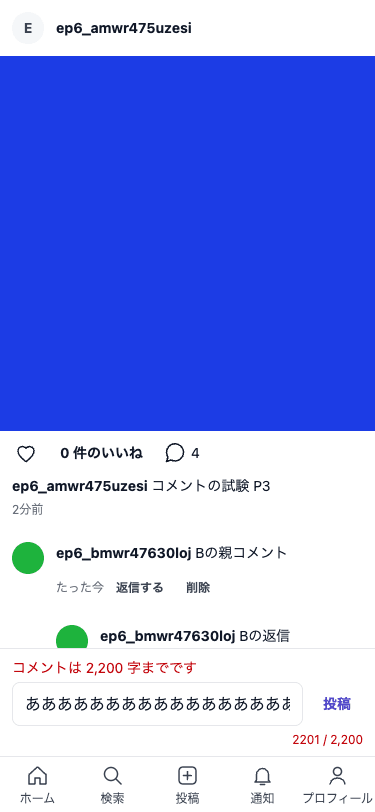 E ep6_amwr475uzesi
0 件のいいね 4
ep6_amwr475uzesi コメントの試験 P3
2分前
ep6_bmwr47630loj Bの親コメント
たった今 返信する 削除
ep6_bmwr47630loj Bの返信
コメントは 2,200 字までです
あああああああああああああああああ 投稿
2201 / 2,200
ホーム 検索 投稿 通知 プロフィール